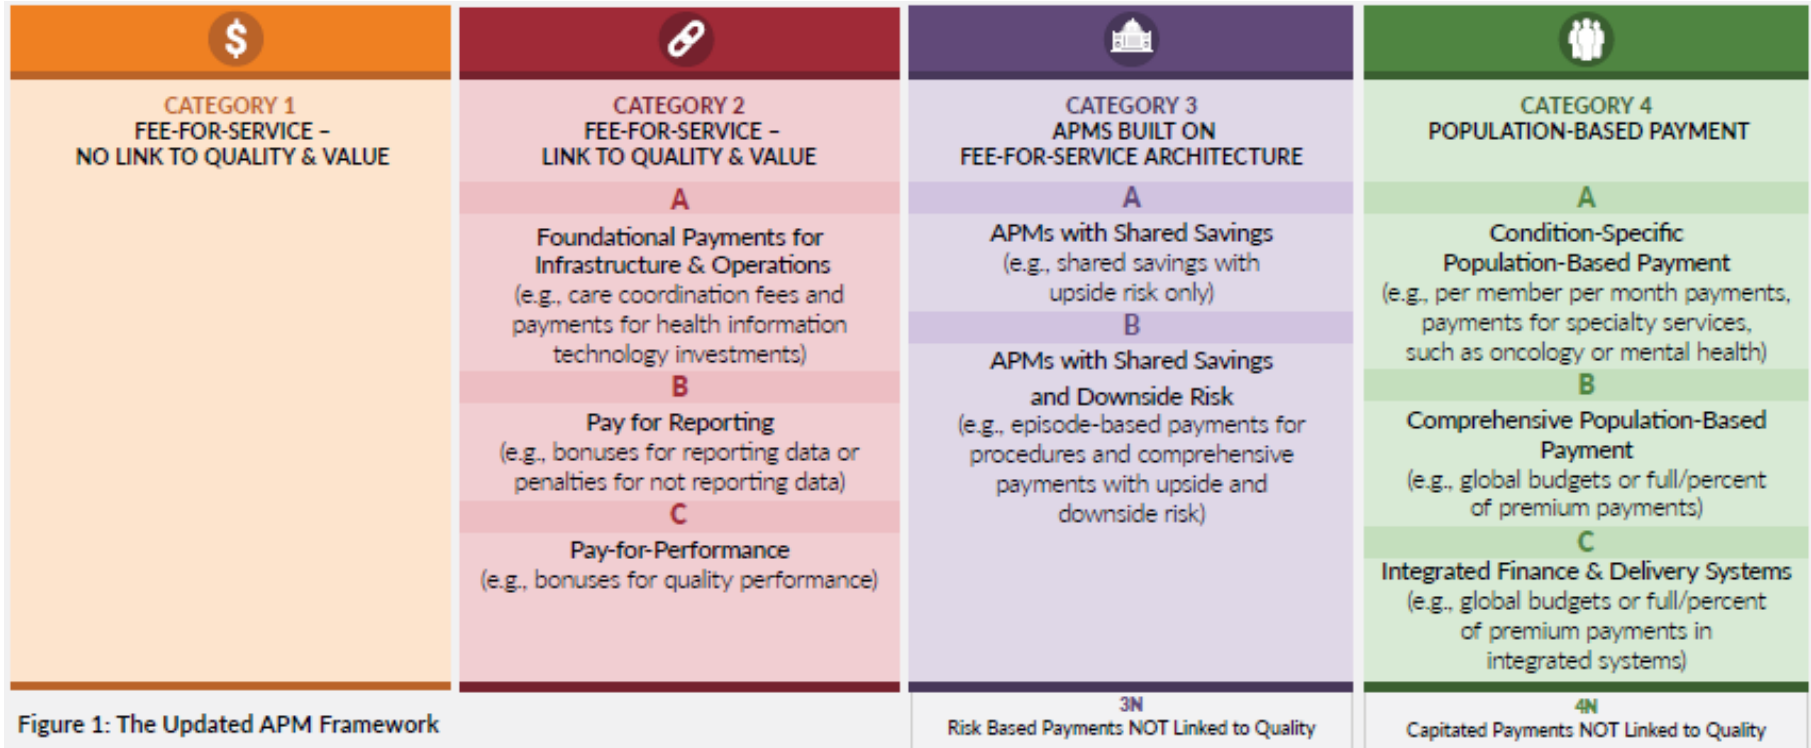 $
CATEGORY 1
FEE-FOR-SERVICE –
NO LINK TO QUALITY & VALUE
CATEGORY 2
FEE-FOR-SERVICE –
LINK TO QUALITY & VALUE
A
Foundational Payments for
Infrastructure & Operations
(e.g., care coordination fees and
payments for health information
technology investments)
B
Pay for Reporting
(e.g., bonuses for reporting data or
penalties for not reporting data)
C
Pay-for-Performance
(e.g., bonuses for quality performance)
CATEGORY 3
APMS BUILT ON
FEE-FOR-SERVICE ARCHITECTURE
A
APMs with Shared Savings
(e.g., shared savings with
upside risk only)
B
APMs with Shared Savings
and Downside Risk
(e.g., episode-based payments for
procedures and comprehensive
payments with upside and
downside risk)
CATEGORY 4
POPULATION-BASED PAYMENT
A
Condition-Specific
Population-Based Payment
(e.g., per member per month payments,
payments for specialty services,
such as oncology or mental health)
B
Comprehensive Population-Based
Payment
(e.g., global budgets or full/percent
of premium payments)
C
Integrated Finance & Delivery Systems
(e.g., global budgets or full/percent
of premium payments in
integrated systems)
Figure 1: The Updated APM Framework
3N
Risk Based Payments NOT Linked to Quality
4N
Capitated Payments NOT Linked to Quality